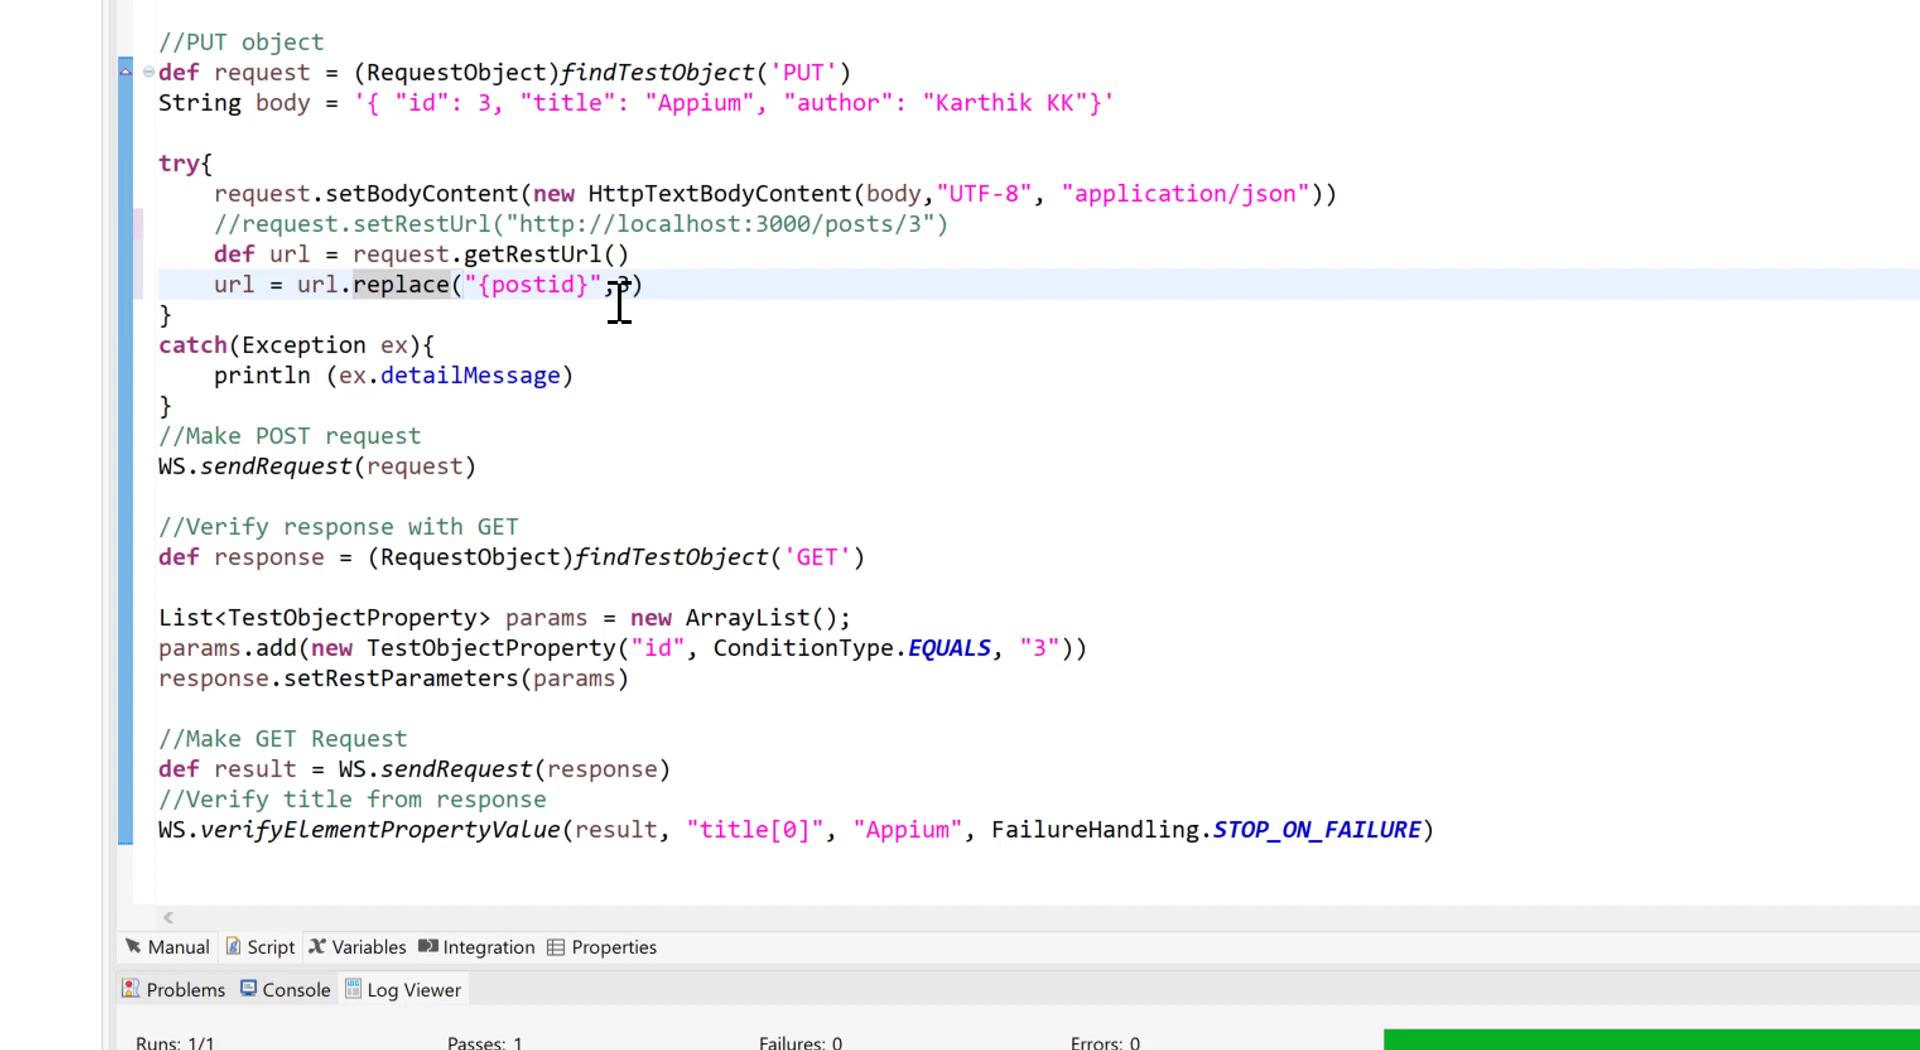 //PUT object
def request = (RequestObject)findTestObject('PUT')
String body = '{ "id": 3, "title": "Appium", "author": "Karthik KK"}'
try{
request.setBodyContent(new HttpTextBodyContent(body,"UTF-8", "application/json"))
//request.setRestUrl("http://localhost:3000/posts/3")
def url = request.getRestUrl()
url = url.replace("{postid}",3)
}
catch(Exception ex){
println (ex.detailMessage)
}
//Make POST request
WS.sendRequest(request)
//Verify response with GET
def response = (RequestObject)findTestObject('GET')
List<TestObjectProperty> params = new ArrayList();
params.add(new TestObjectProperty("id", ConditionType.EQUALS, "3"))
response.setRestParameters(params)
//Make GET Request
def result = WS.sendRequest(response)
//Verify title from response
WS.verifyElementPropertyValue(result, "title[0]", "Appium", FailureHandling.STOP_ON_FAILURE)
Manual Script Variables Integration Properties
Problems Console Log Viewer
Runs: 1/1 Passes: 1 Failures: 0 Errors: 0